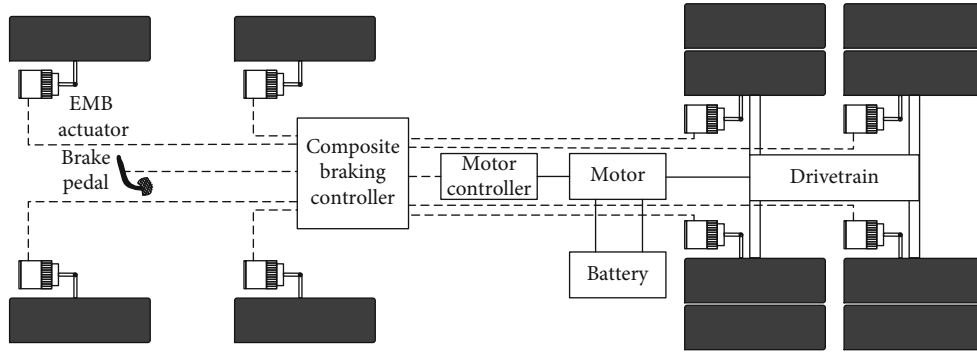 EMB
actuator
Brake
pedal
Composite
braking
controller
Motor
controller
Motor
Battery
Drivetrain